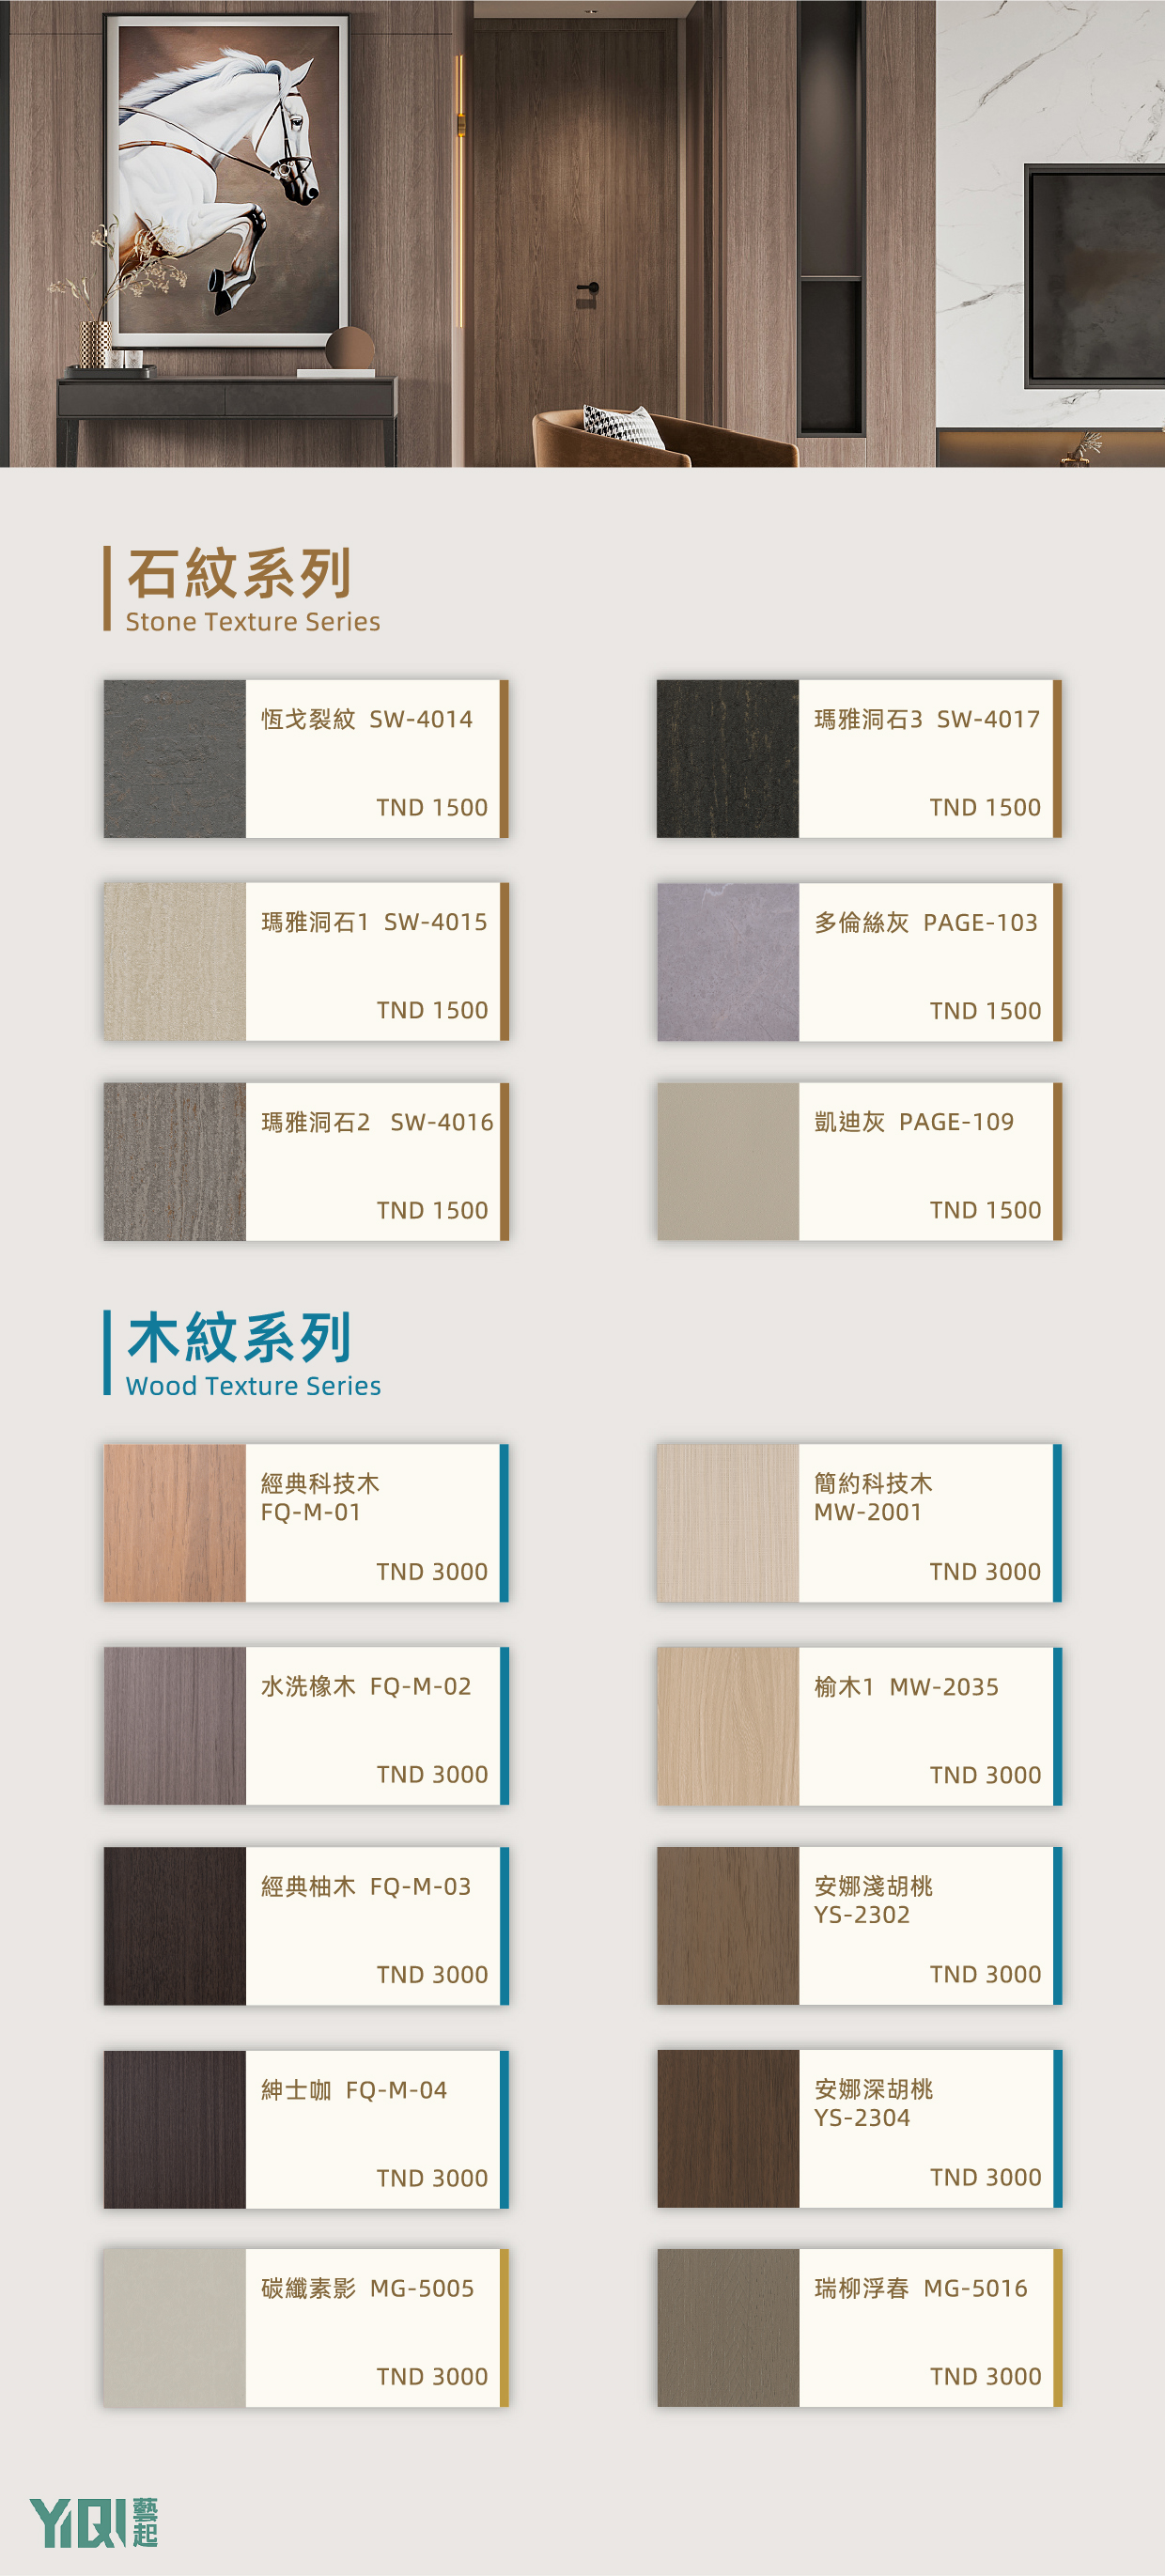 石紋系列
Stone Texture Series
恆戈裂紋 SW-4014
TND 1500
瑪雅洞石3 SW-4017
TND 1500
瑪雅洞石1 SW-4015
TND 1500
多倫絲灰 PAGE-103
TND 1500
瑪雅洞石2 SW-4016
TND 1500
凱迪灰 PAGE-109
TND 1500
木紋系列
Wood Texture Series
經典科技木
FQ-M-01
TND 3000
簡約科技木
MW-2001
TND 3000
水洗橡木 FQ-M-02
TND 3000
榆木1 MW-2035
TND 3000
經典柚木 FQ-M-03
TND 3000
安娜淺胡桃
YS-2302
TND 3000
紳士咖 FQ-M-04
TND 3000
安娜深胡桃
YS-2304
TND 3000
碳纖素影 MG-5005
TND 3000
瑞柳浮春 MG-5016
TND 3000
YIQI 藝起